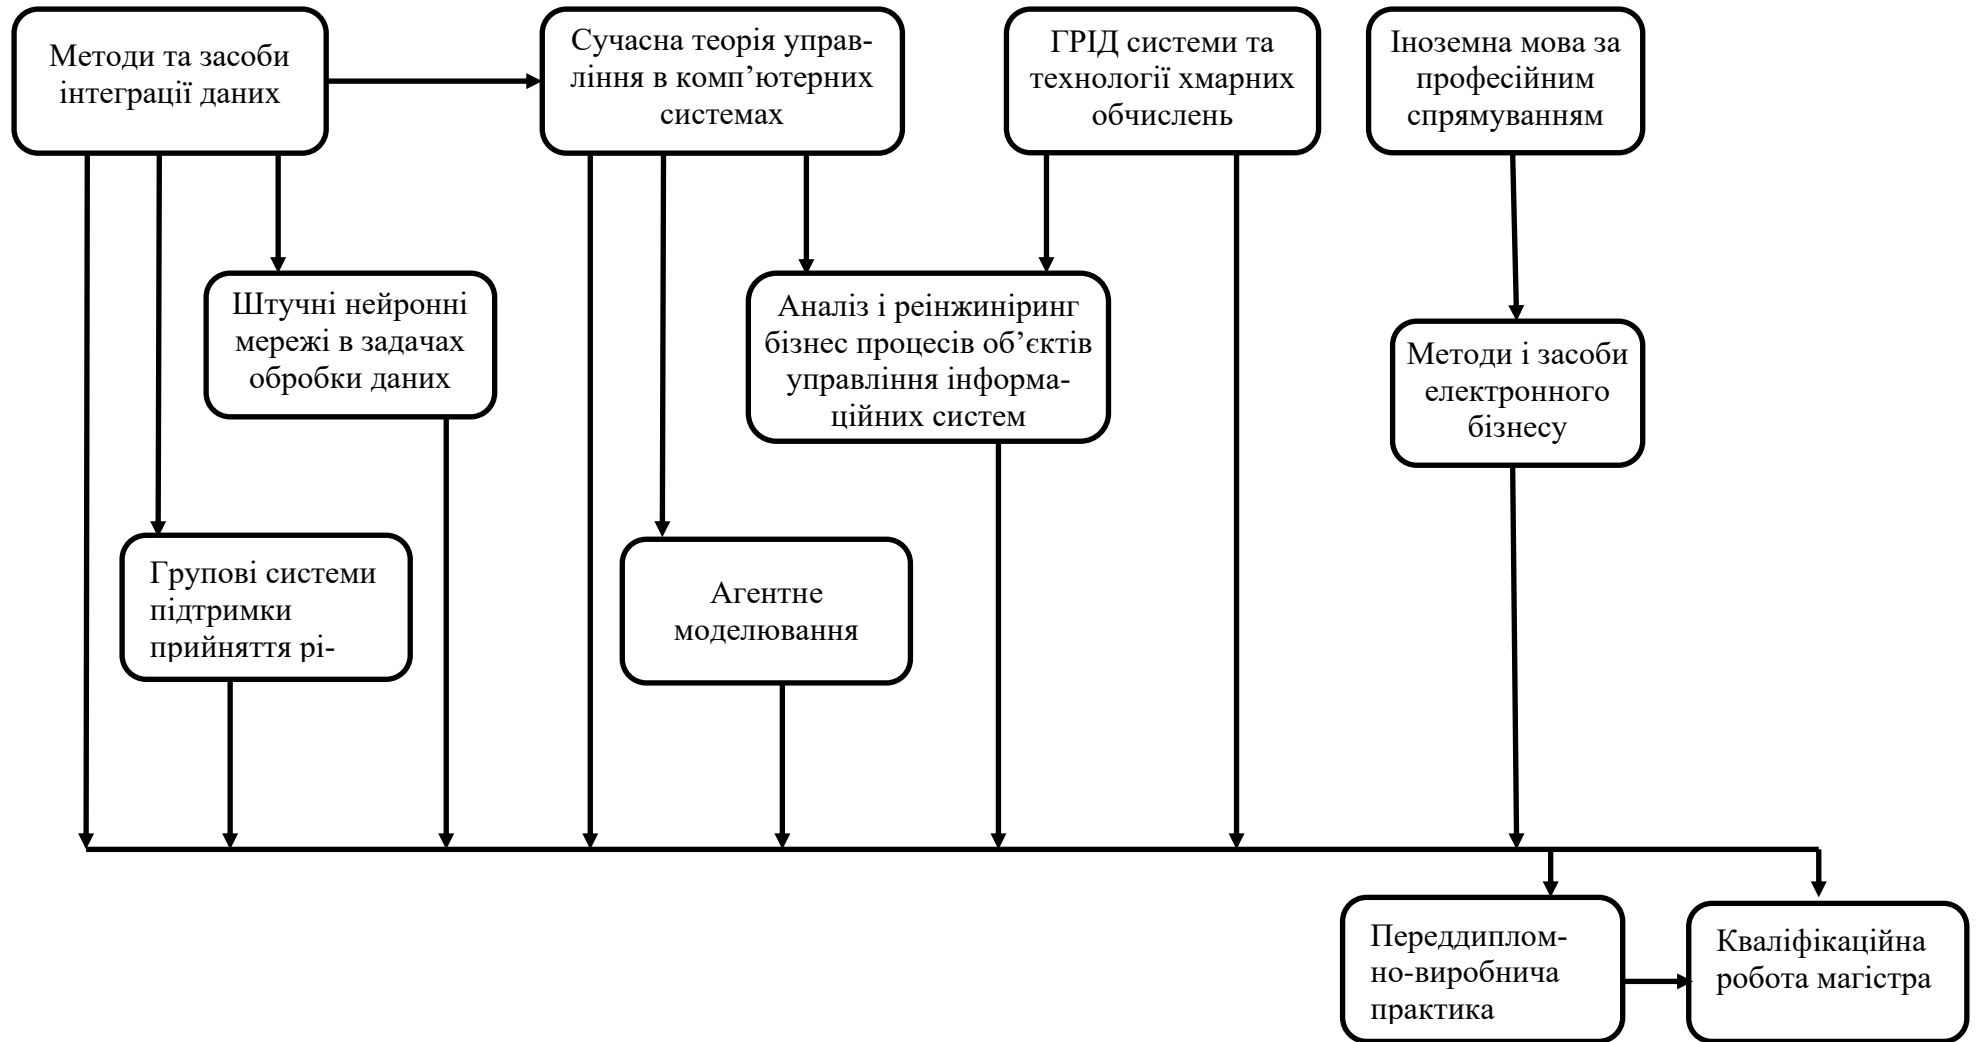 Методи та засоби
інтеграції даних
Сучасна теорія управ-
ління в комп’ютерних
системах
ГРІД системи та
технології хмарних
обчислень
Іноземна мова за
професійним
спрямуванням
Штучні нейронні
мережі в задачах
обробки даних
Аналіз і реінжиніринг
бізнес процесів об’єктів
управління інформа-
ційних систем
Методи і засоби
електронного
бізнесу
Групові системи
підтримки
прийняття рі-
Агентне
моделювання
Переддиплом-
но-виробнича
практика
Кваліфікаційна
робота магістра